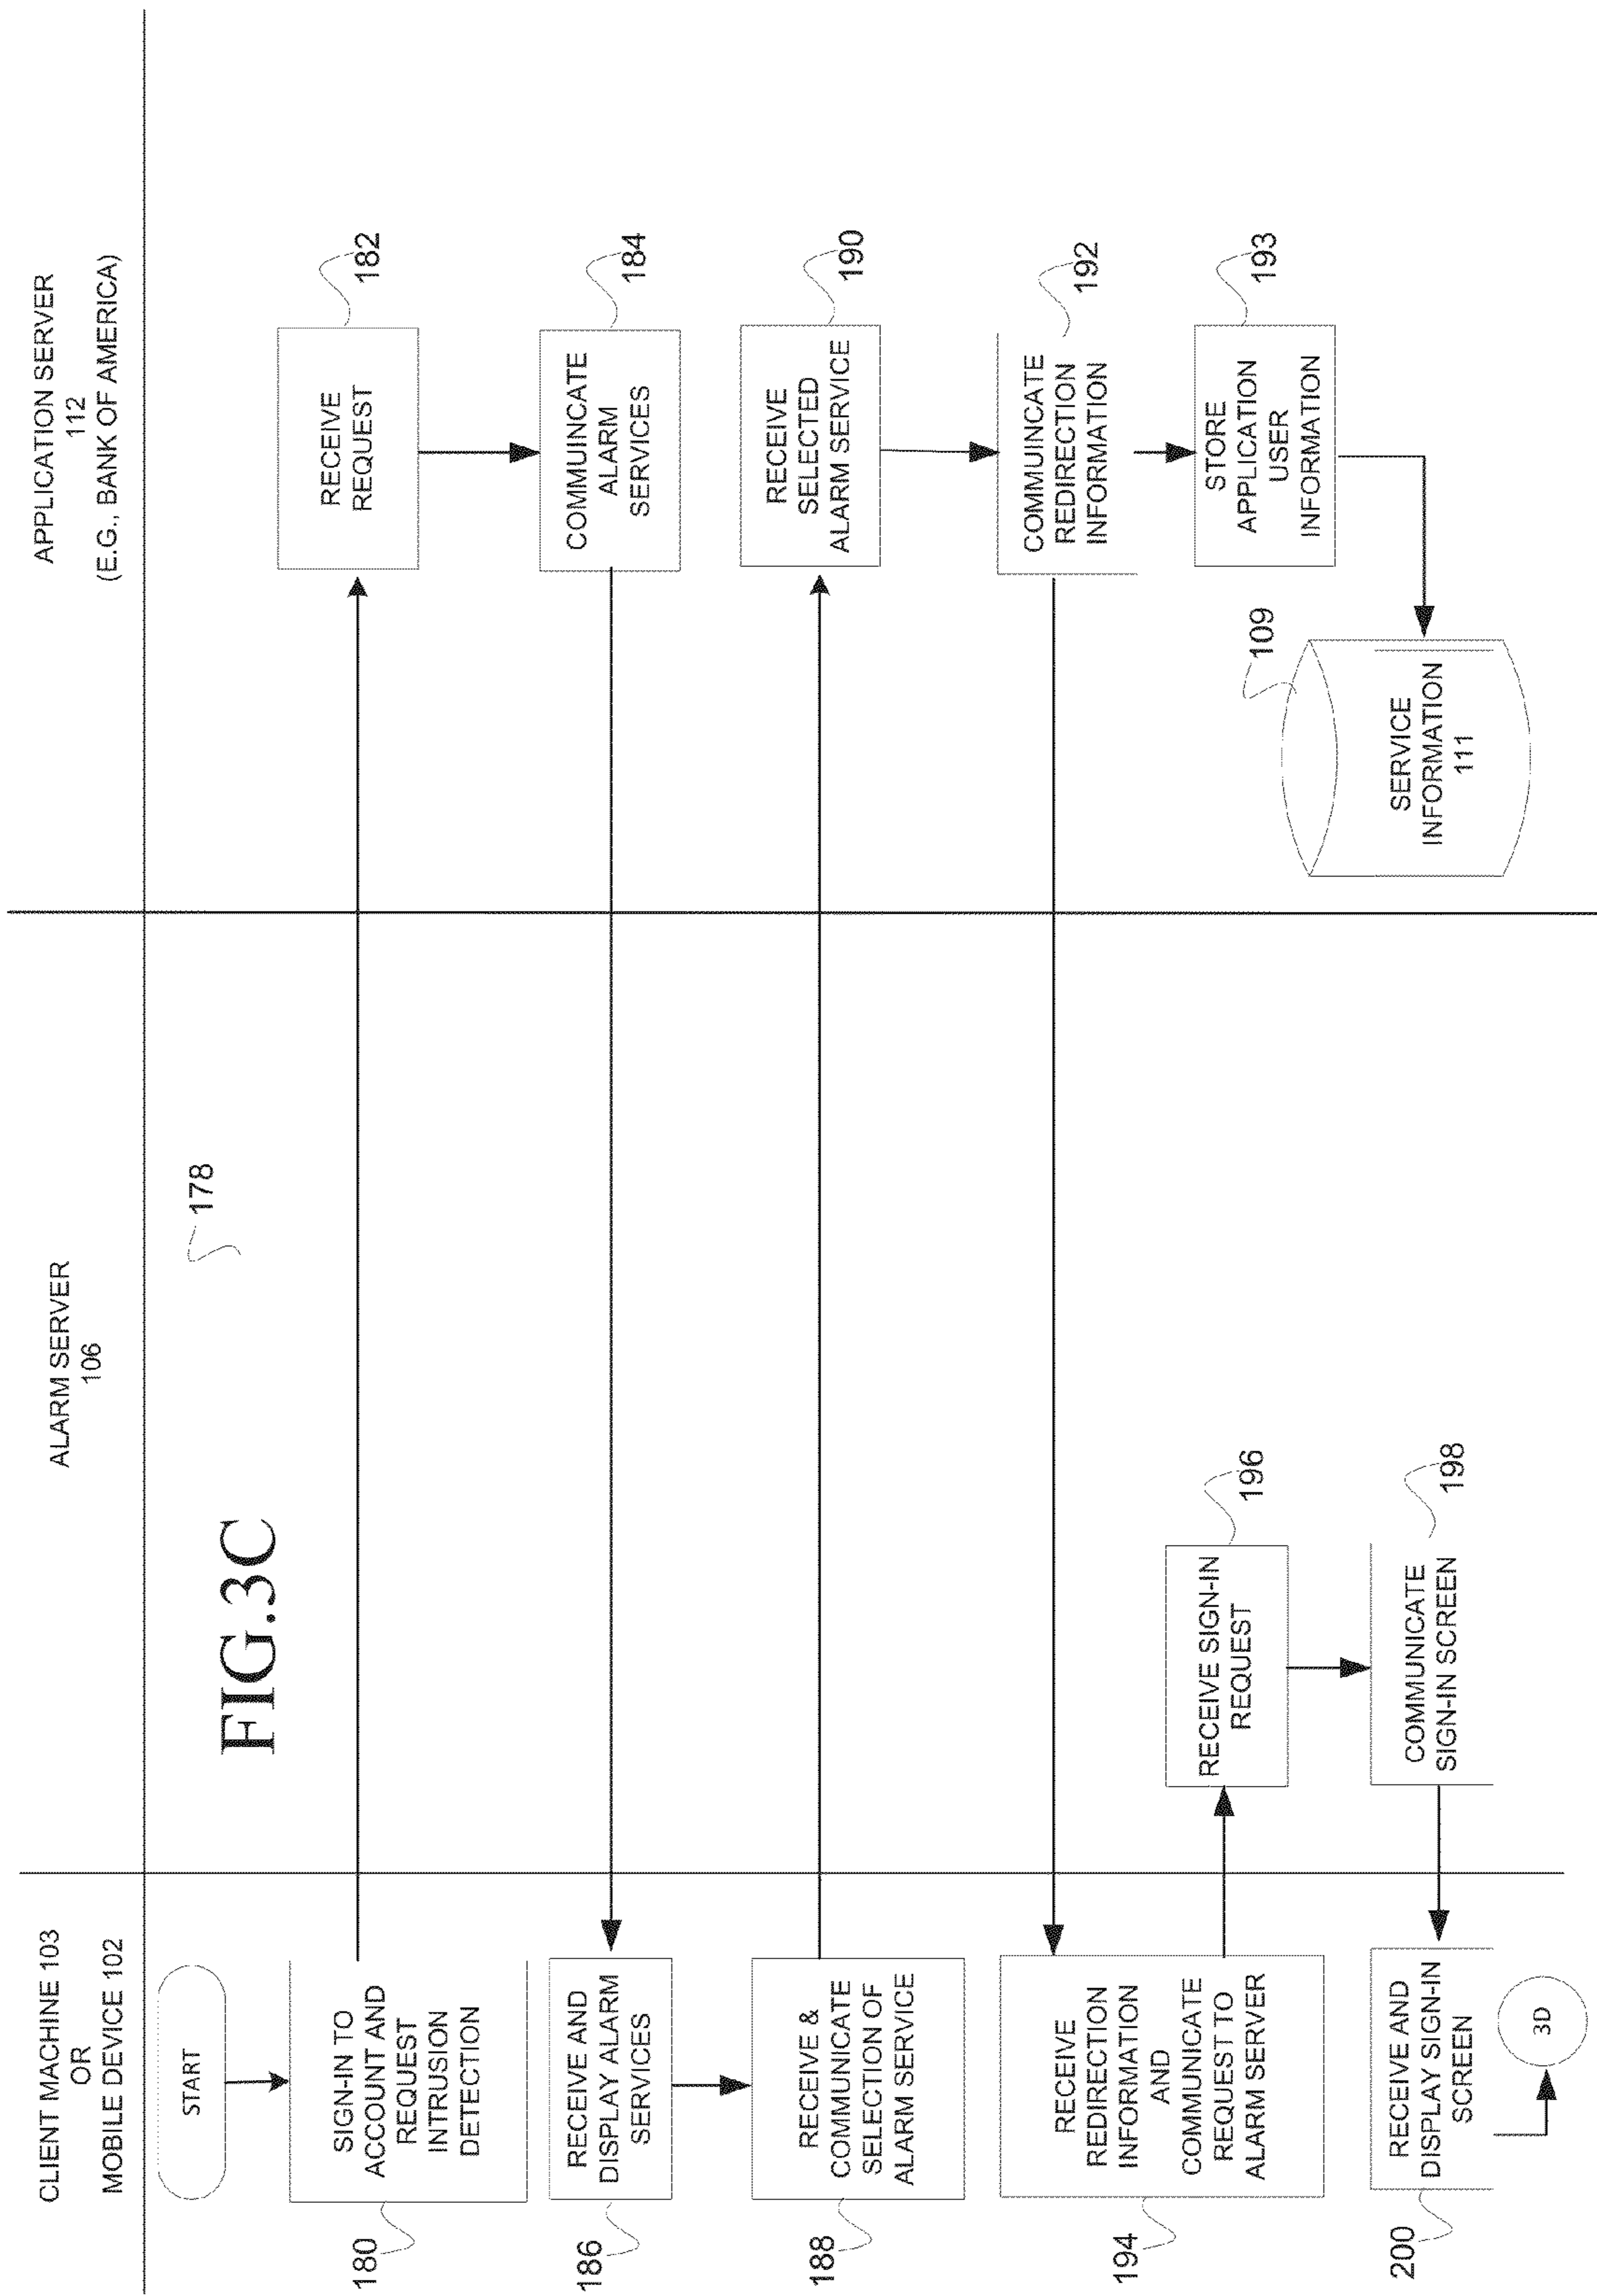 CLIENT MACHINE 103
OR
MOBILE DEVICE 102
ALARM SERVER
106
APPLICATION SERVER
112
(E.G., BANK OF AMERICA)
FIG.3C
178
START
SIGN-IN TO
ACCOUNT AND
REQUEST
INTRUSION
DETECTION
180
RECEIVE
REQUEST
182
COMMUINCATE
ALARM
SERVICES
184
RECEIVE AND
DISPLAY ALARM
SERVICES
186
RECEIVE &
COMMUNICATE
SELECTION OF
ALARM SERVICE
188
RECEIVE
SELECTED
ALARM SERVICE
190
COMMUINCATE
REDIRECTION
INFORMATION
192
STORE
APPLICATION
USER
INFORMATION
193
109
SERVICE
INFORMATION
111
RECEIVE
REDIRECTION
INFORMATION
AND
COMMUNICATE
REQUEST TO
ALARM SERVER
194
RECEIVE SIGN-IN
REQUEST
196
COMMUNICATE
SIGN-IN SCREEN
198
RECEIVE AND
DISPLAY SIGN-IN
SCREEN
200
3D